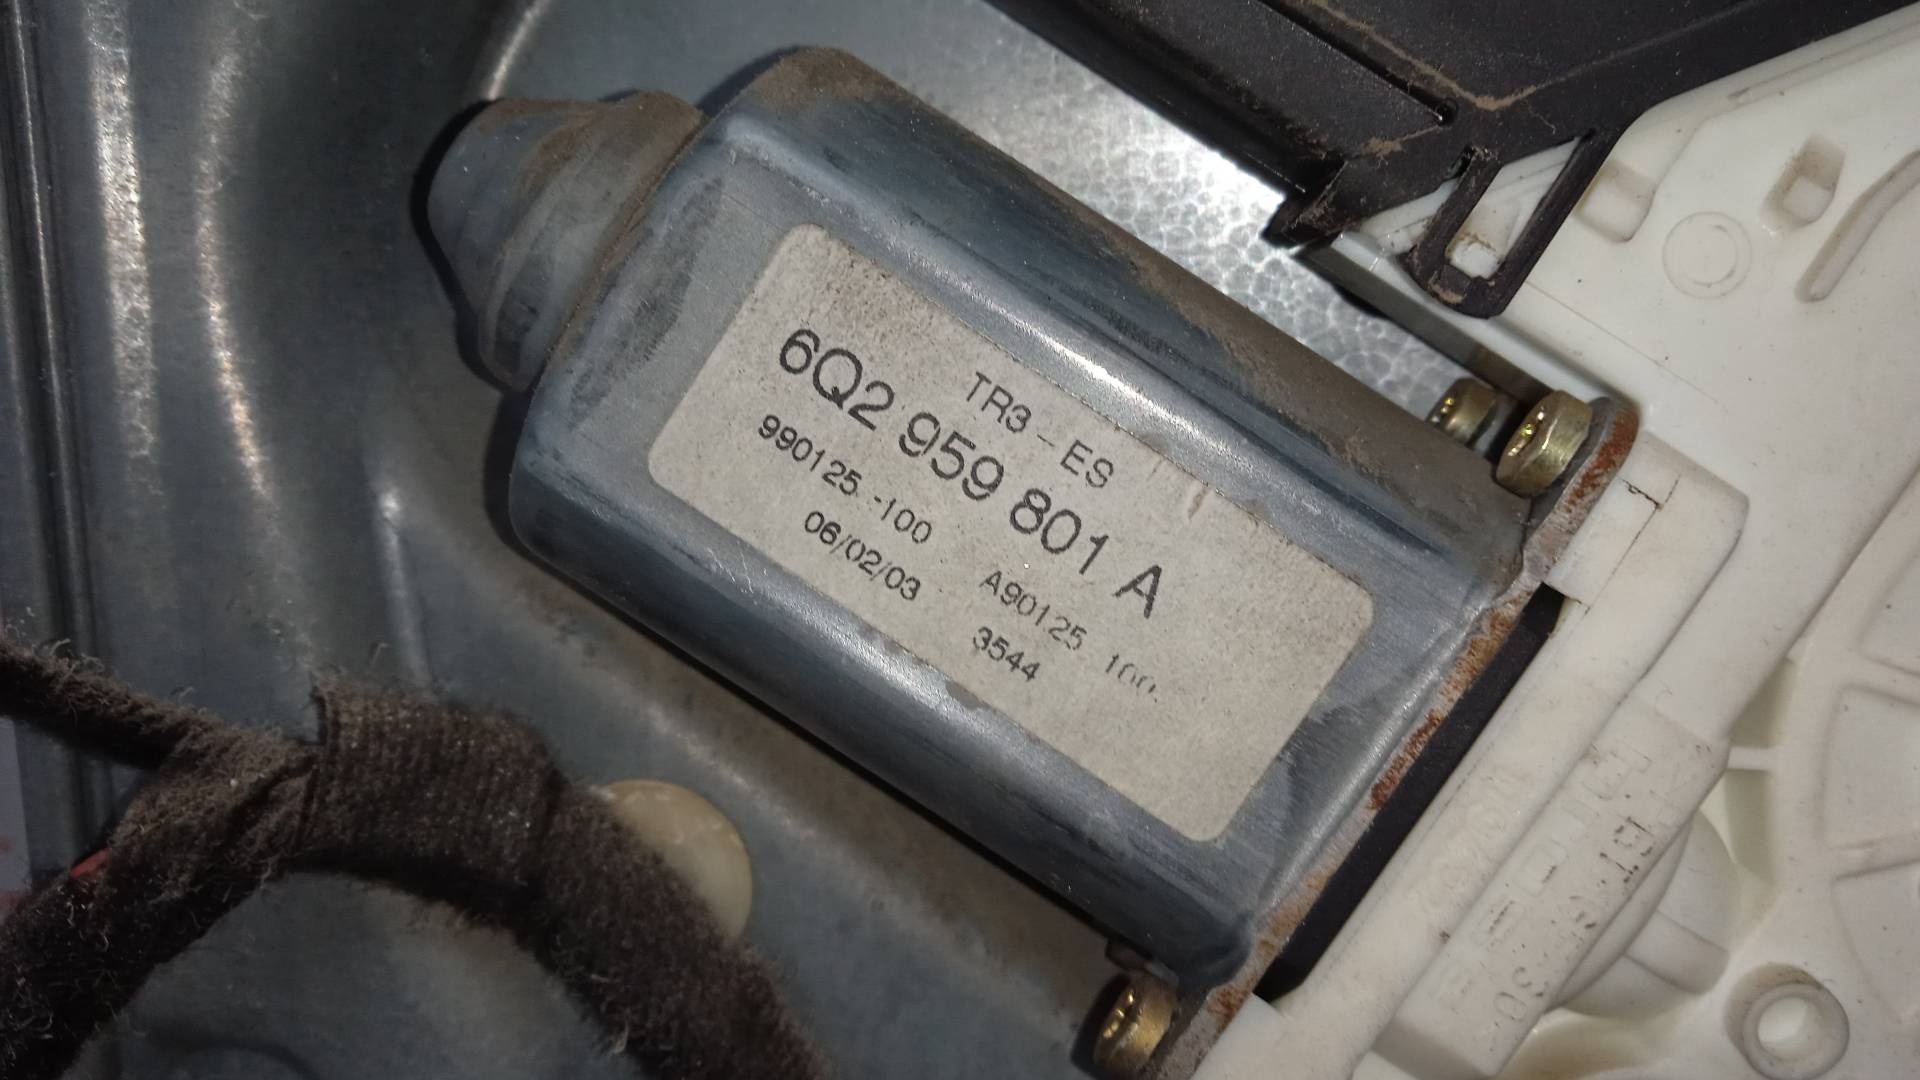 TR3 - ES
6Q2 959 801 A
990125 -100 A90125 100
06/02/03 3544